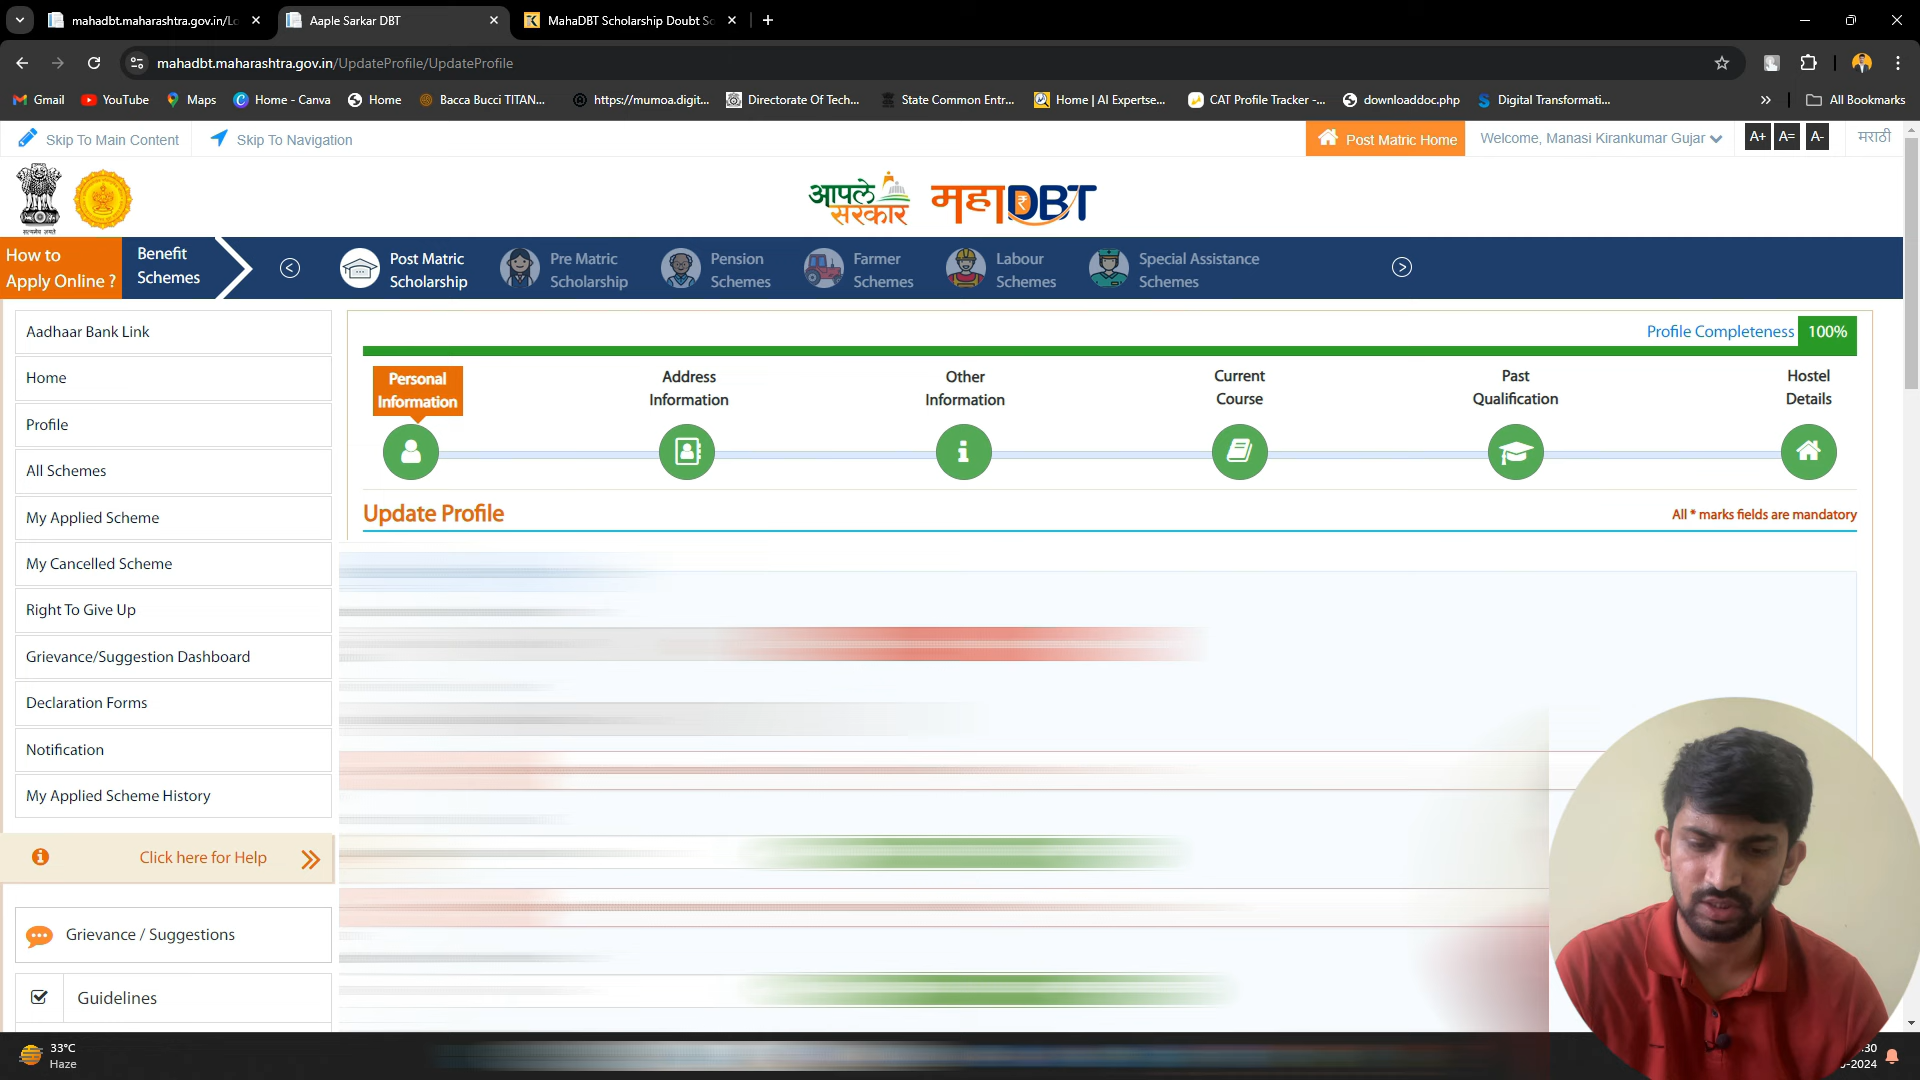 mahadbt.maharashtra.gov.in/Lo
Aaple Sarkar DBT
MahaDBT Scholarship Doubt So
mahadbt.maharashtra.gov.in/UpdateProfile/UpdateProfile
Gmail
YouTube
Maps
Home - Canva
Home
Bacca Bucci TITAN...
https://mumoa.digit...
Directorate Of Tech...
State Common Entr...
Home | AI Expertse...
CAT Profile Tracker -...
downloaddoc.php
Digital Transformati...
All Bookmarks
Skip To Main Content
Skip To Navigation
Post Matric Home
Welcome, Manasi Kirankumar Gujar
A+
A=
A-
मराठी
सत्यमेव जयते
आपले
सरकार
महाDBT
How to
Apply Online ?
Benefit
Schemes
Post Matric
Scholarship
Pre Matric
Scholarship
Pension
Schemes
Farmer
Schemes
Labour
Schemes
Special Assistance
Schemes
Aadhaar Bank Link
Home
Profile
All Schemes
My Applied Scheme
My Cancelled Scheme
Right To Give Up
Grievance/Suggestion Dashboard
Declaration Forms
Notification
My Applied Scheme History
Click here for Help
Grievance / Suggestions
Guidelines
Profile Completeness 100%
Personal
Information
Address
Information
Other
Information
Current
Course
Past
Qualification
Hostel
Details
Update Profile
All * marks fields are mandatory
33°C
Haze
:30
-2024